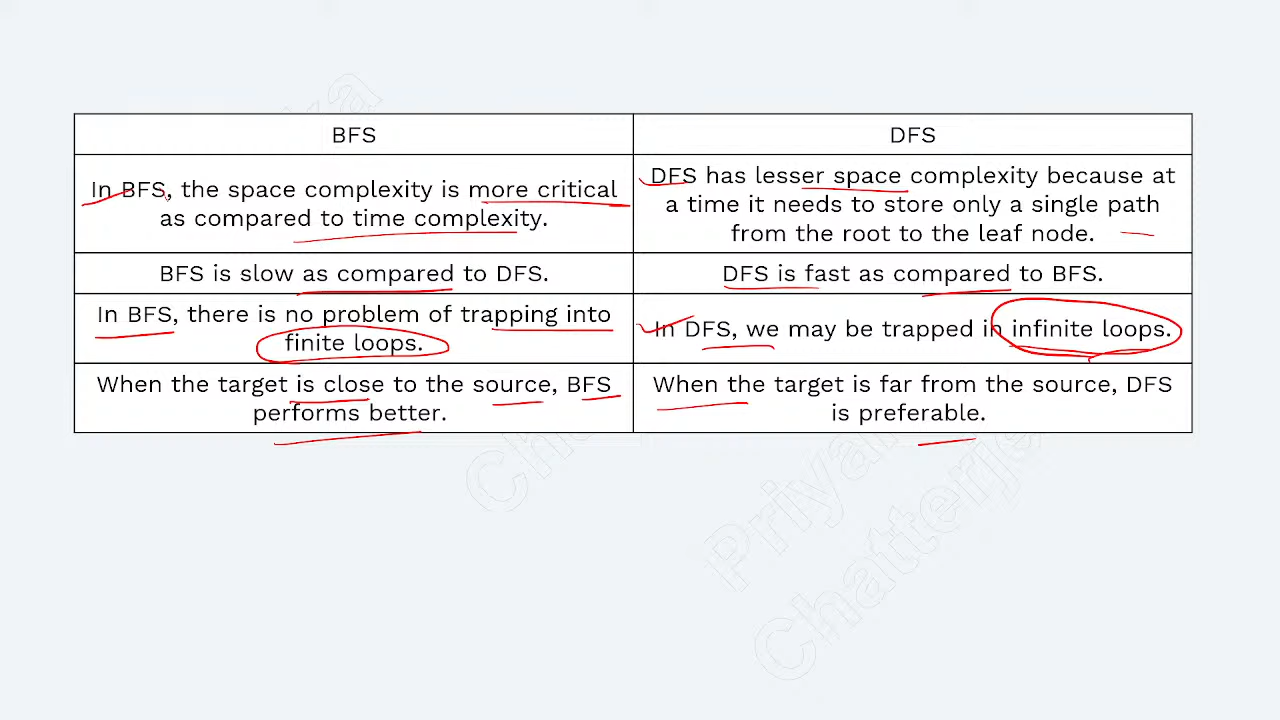 BFS
DFS
In BFS, the space complexity is more critical
as compared to time complexity.
DFS has lesser space complexity because at
a time it needs to store only a single path
from the root to the leaf node.
BFS is slow as compared to DFS.
DFS is fast as compared to BFS.
In BFS, there is no problem of trapping into
finite loops.
In DFS, we may be trapped in infinite loops.
When the target is close to the source, BFS
performs better.
When the target is far from the source, DFS
is preferable.